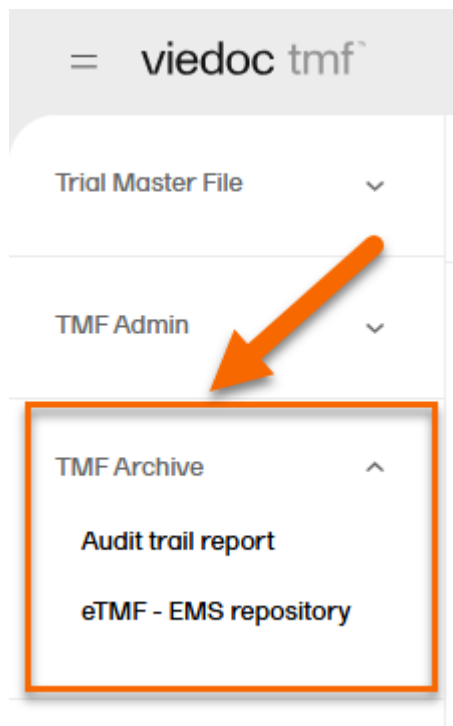 viedoc tmf
Trial Master File
TMF Admin
TMF Archive
Audit trail report
eTMF - EMS repository